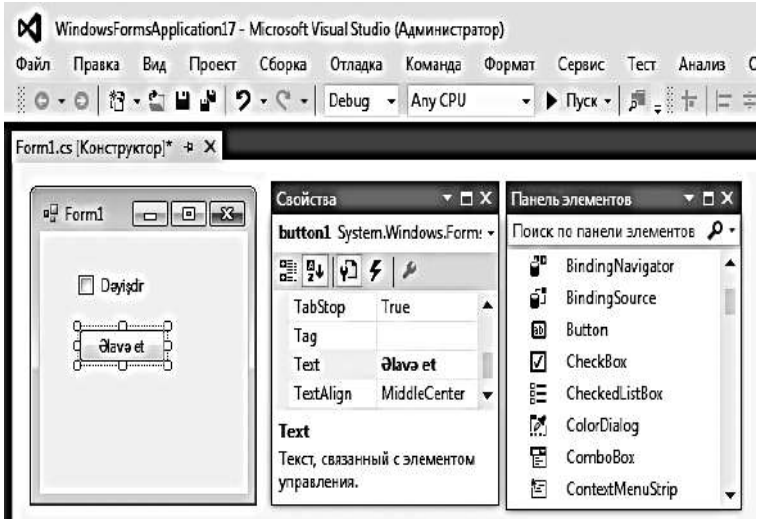 WindowsFormsApplication17 - Microsoft Visual Studio (Администратор)
Файл Правка Вид Проект Сборка Отладка Команда Формат Сервис Тест Анализ С
Debug Any CPU Пуск
Form1.cs [Конструктор]*
Form1
Dəyişdr
Əlavə et
Свойства
button1 System.Windows.Form:
TabStop True
Tag
Text Əlavə et
TextAlign MiddleCenter
Text
Текст, связанный с элементом
управления.
Панель элементов
Поиск по панели элементов
BindingNavigator
BindingSource
Button
CheckBox
CheckedListBox
ColorDialog
ComboBox
ContextMenuStrip